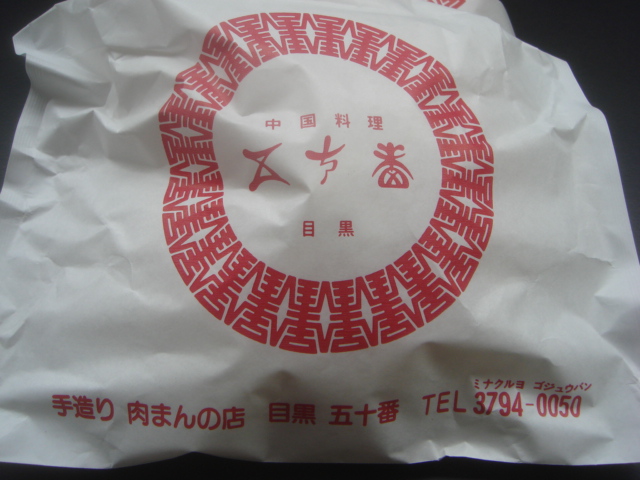 中国料理
五十番
目黒
ミナクルヨ ゴジュウバン
手造り 肉まんの店 目黒 五十番 TEL 3794-0050